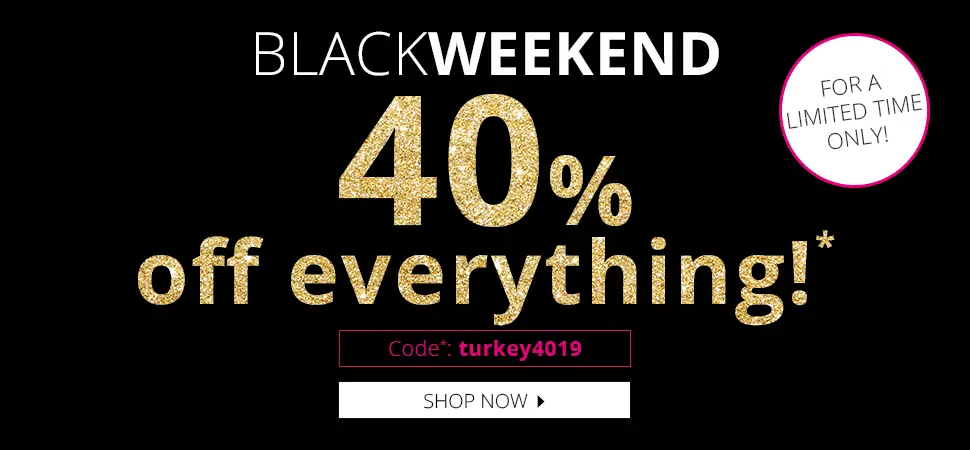 BLACKWEEKEND
40%
off everything!*
FOR A
LIMITED TIME
ONLY!
Code*: turkey4019
SHOP NOW